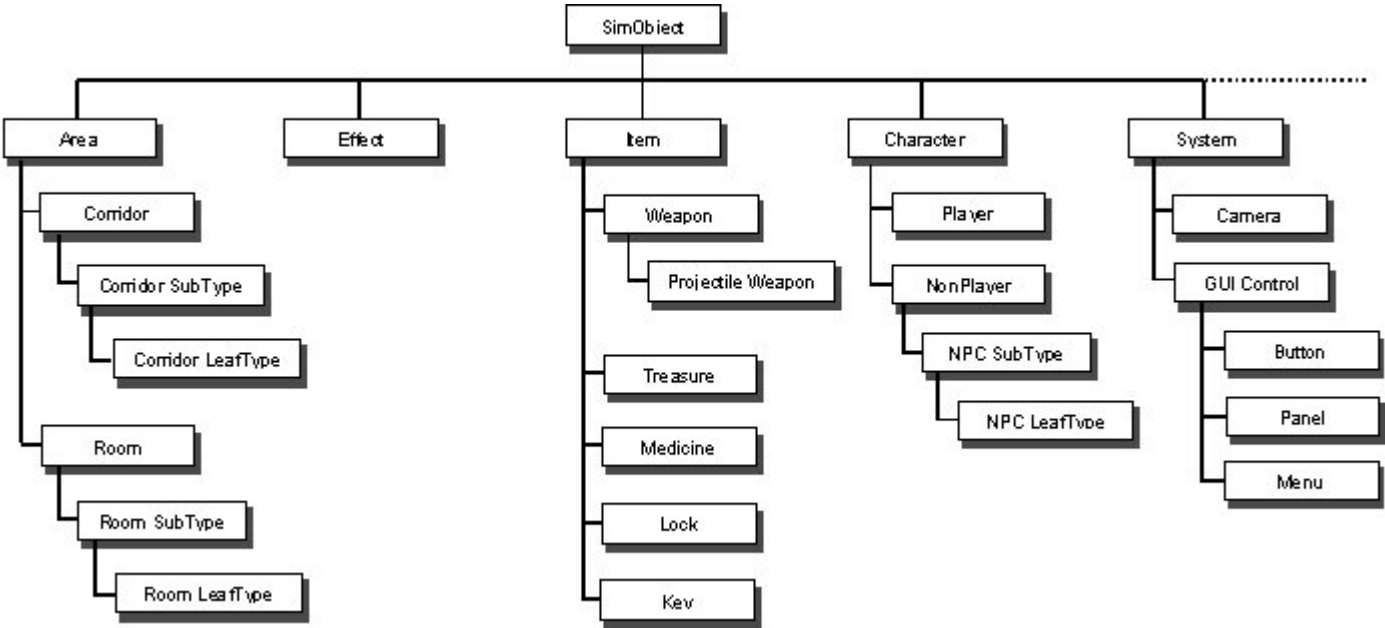 SimObject
Area
Effect
Item
Character
System
Corridor
Corridor SubType
Corridor LeafType
Room
Room SubType
Room LeafType
Weapon
Projectile Weapon
Treasure
Medicine
Lock
Key
Player
NonPlayer
NPC SubType
NPC LeafType
Camera
GUI Control
Button
Panel
Menu